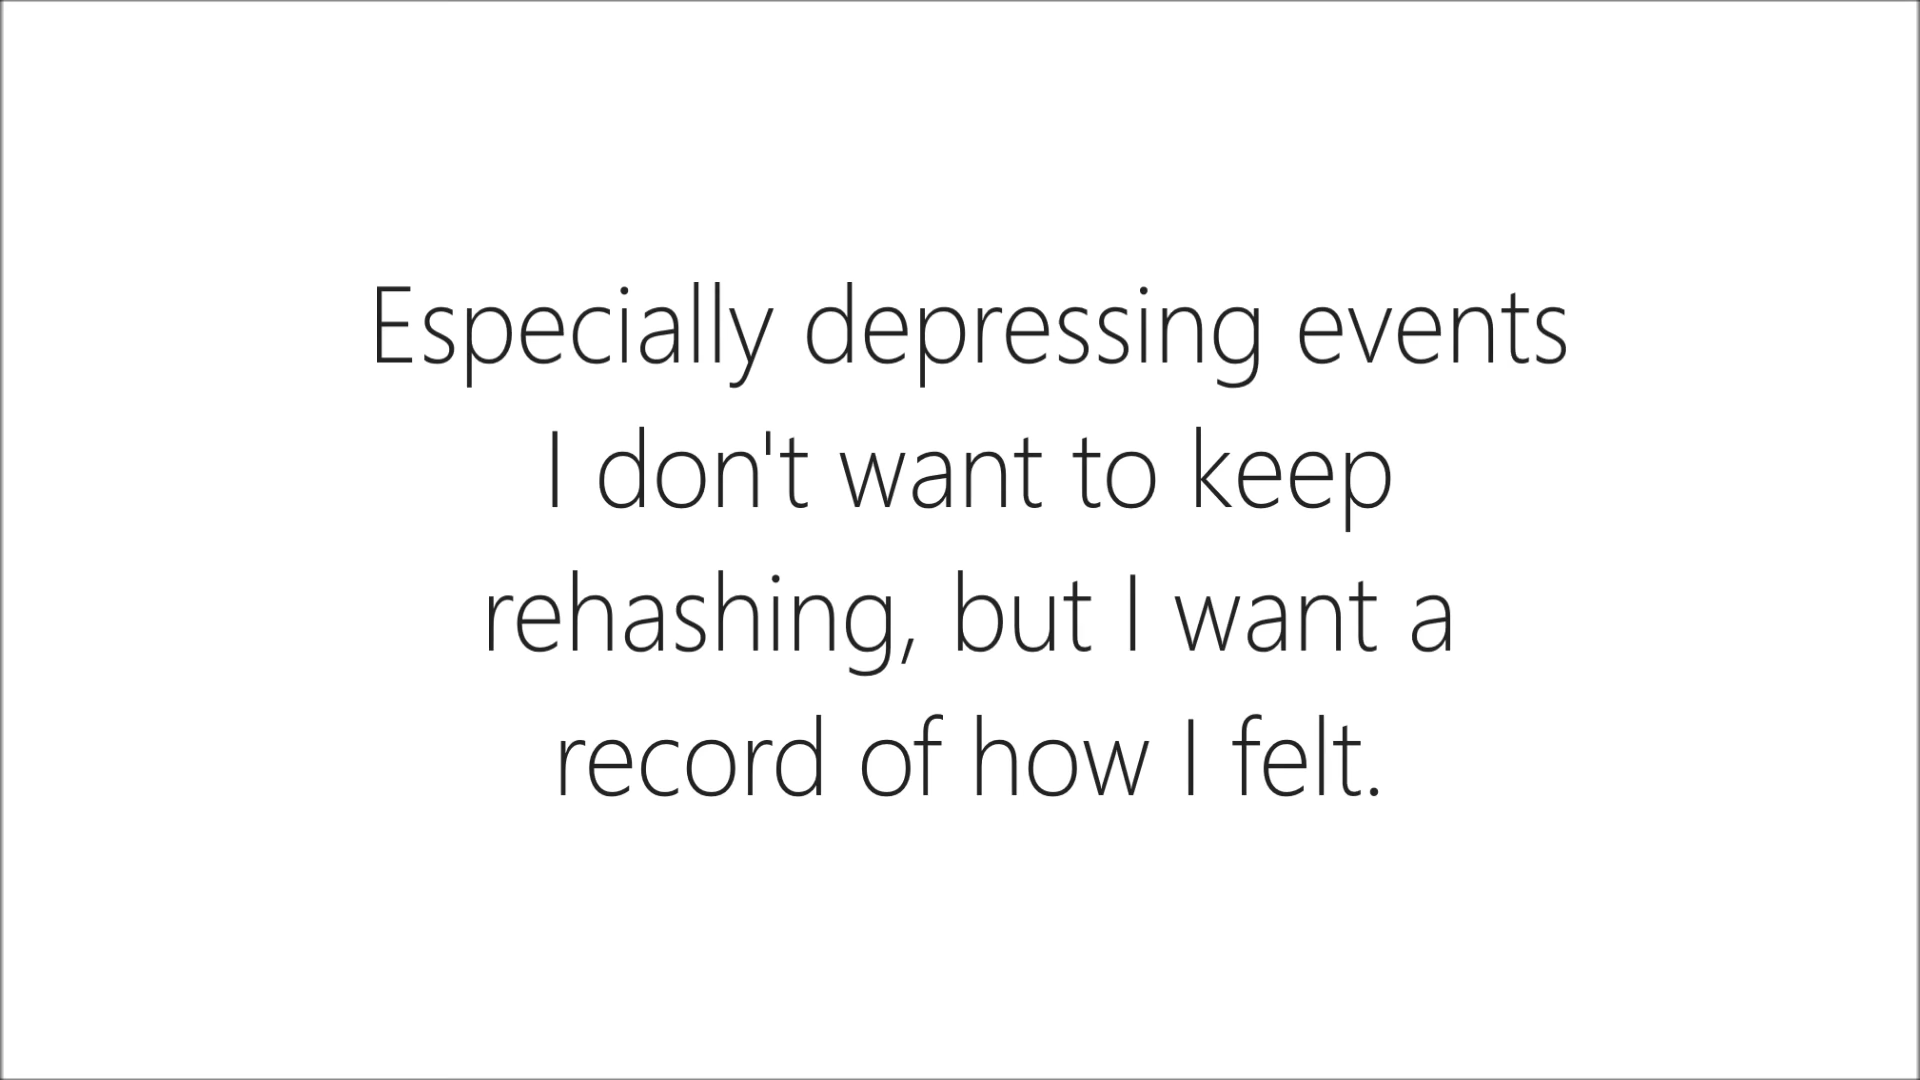 Especially depressing events
I don't want to keep
rehashing, but I want a
record of how I felt.